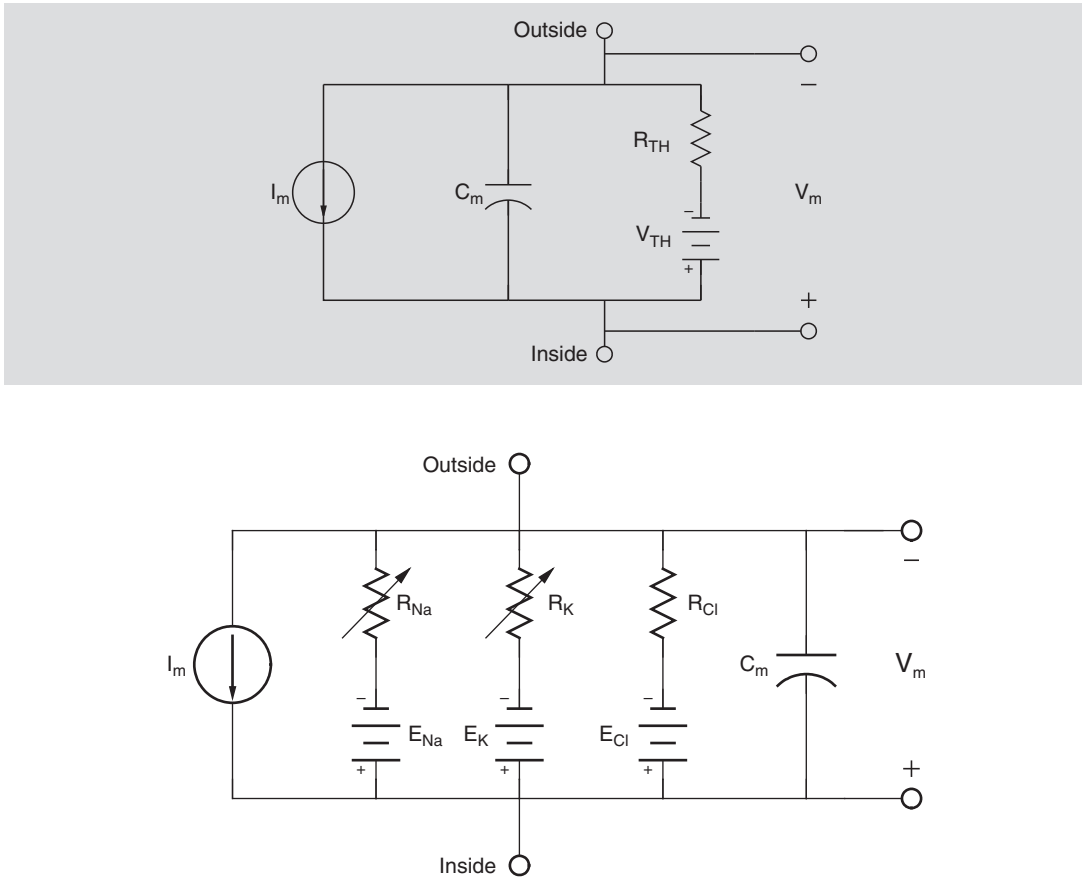 Outside
−
R_TH
I_m
C_m
V_m
−
V_TH
+
+
Inside
Outside
−
R_Na
R_K
R_Cl
I_m
C_m
V_m
− − −
E_Na
E_K
E_Cl
+ + +
+
Inside